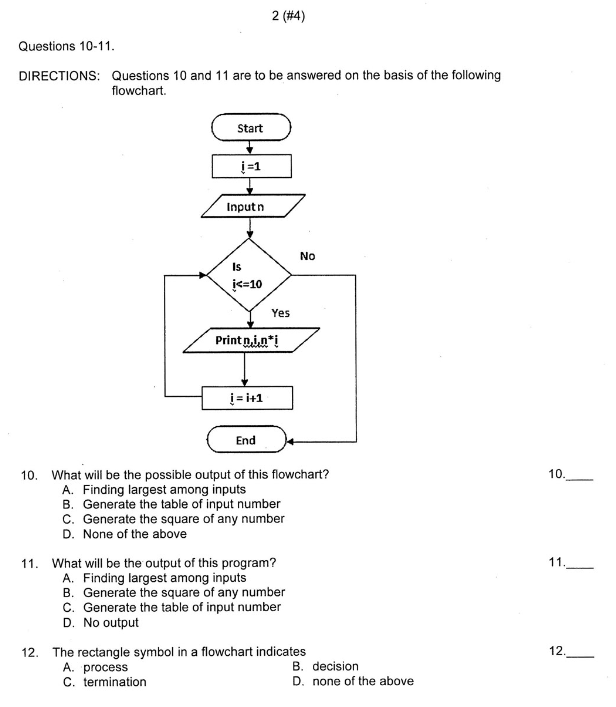 2 (#4)
Questions 10-11.
DIRECTIONS: Questions 10 and 11 are to be answered on the basis of the following
flowchart.
Start
i=1
Input n
Is
i<=10
No
Yes
Print n,i,n*i
i = i+1
End
10. What will be the possible output of this flowchart? 10.____
A. Finding largest among inputs
B. Generate the table of input number
C. Generate the square of any number
D. None of the above
11. What will be the output of this program? 11.____
A. Finding largest among inputs
B. Generate the square of any number
C. Generate the table of input number
D. No output
12. The rectangle symbol in a flowchart indicates 12.____
A. process B. decision
C. termination D. none of the above